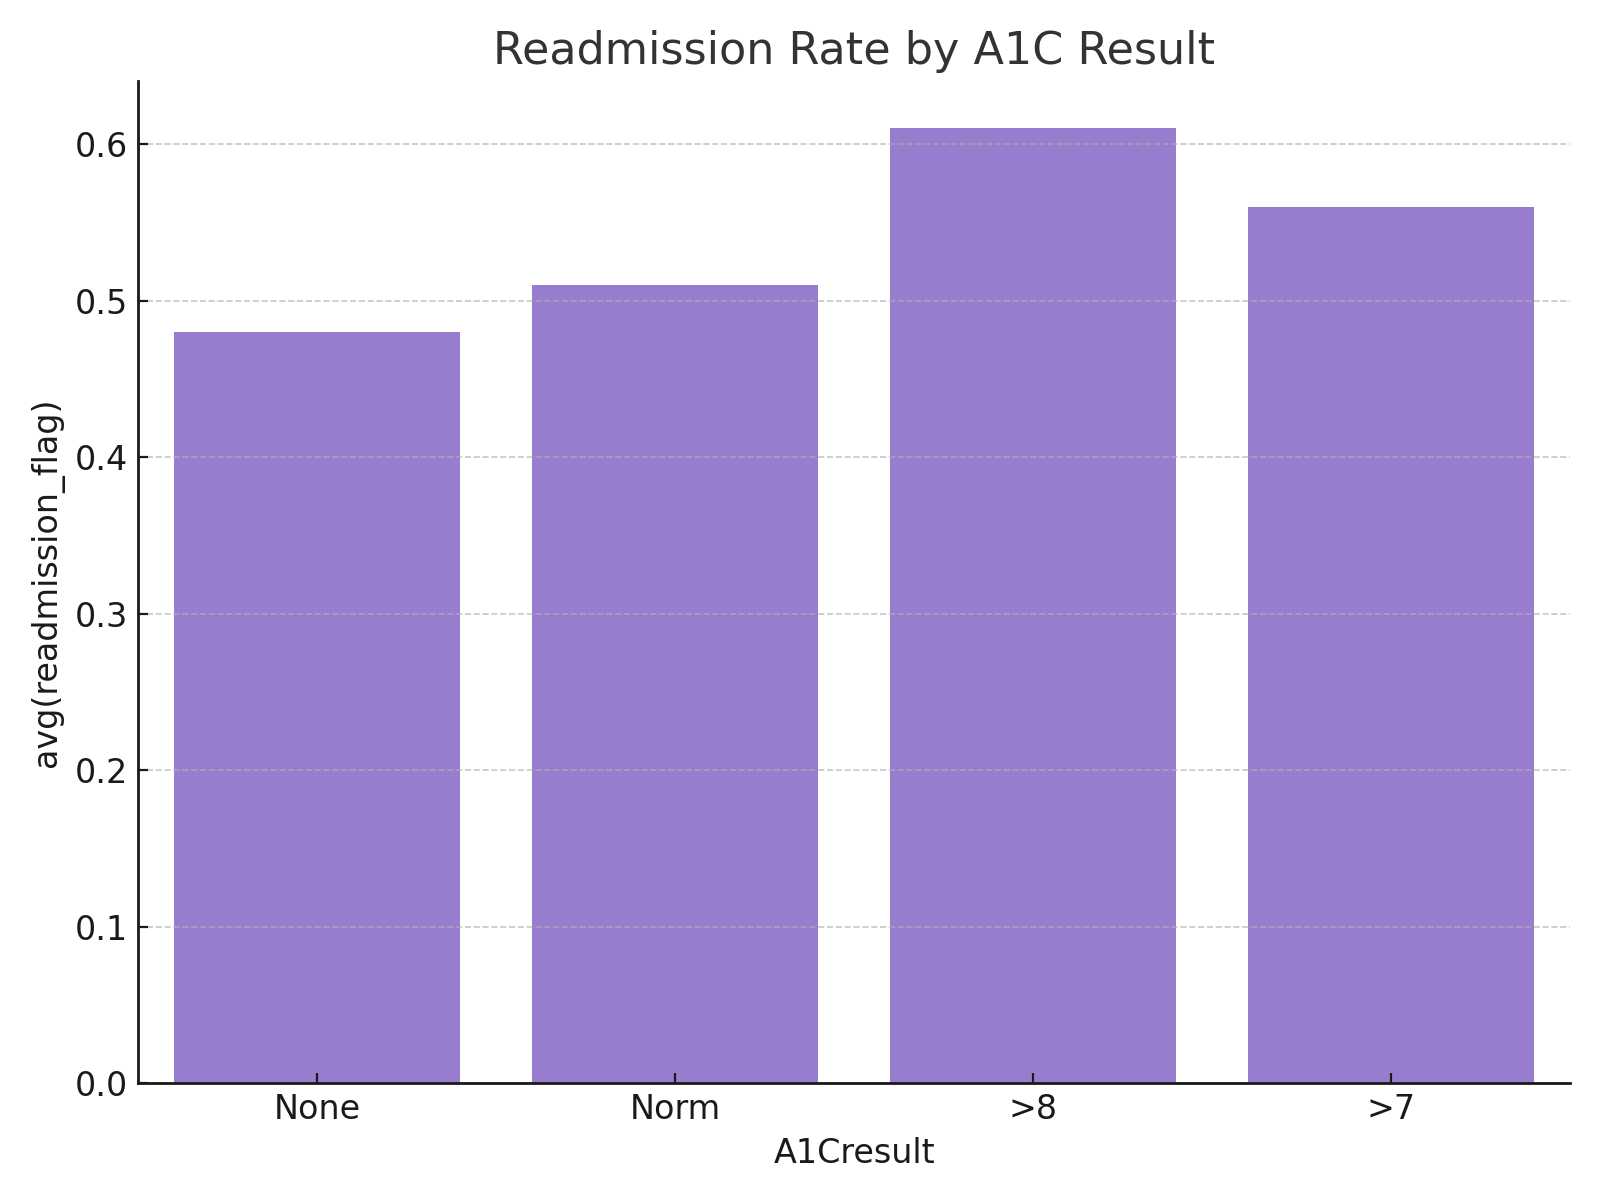 Readmission Rate by A1C Result
avg(readmission_flag)
0.6
0.5
0.4
0.3
0.2
0.1
0.0
None Norm >8 >7
A1Cresult